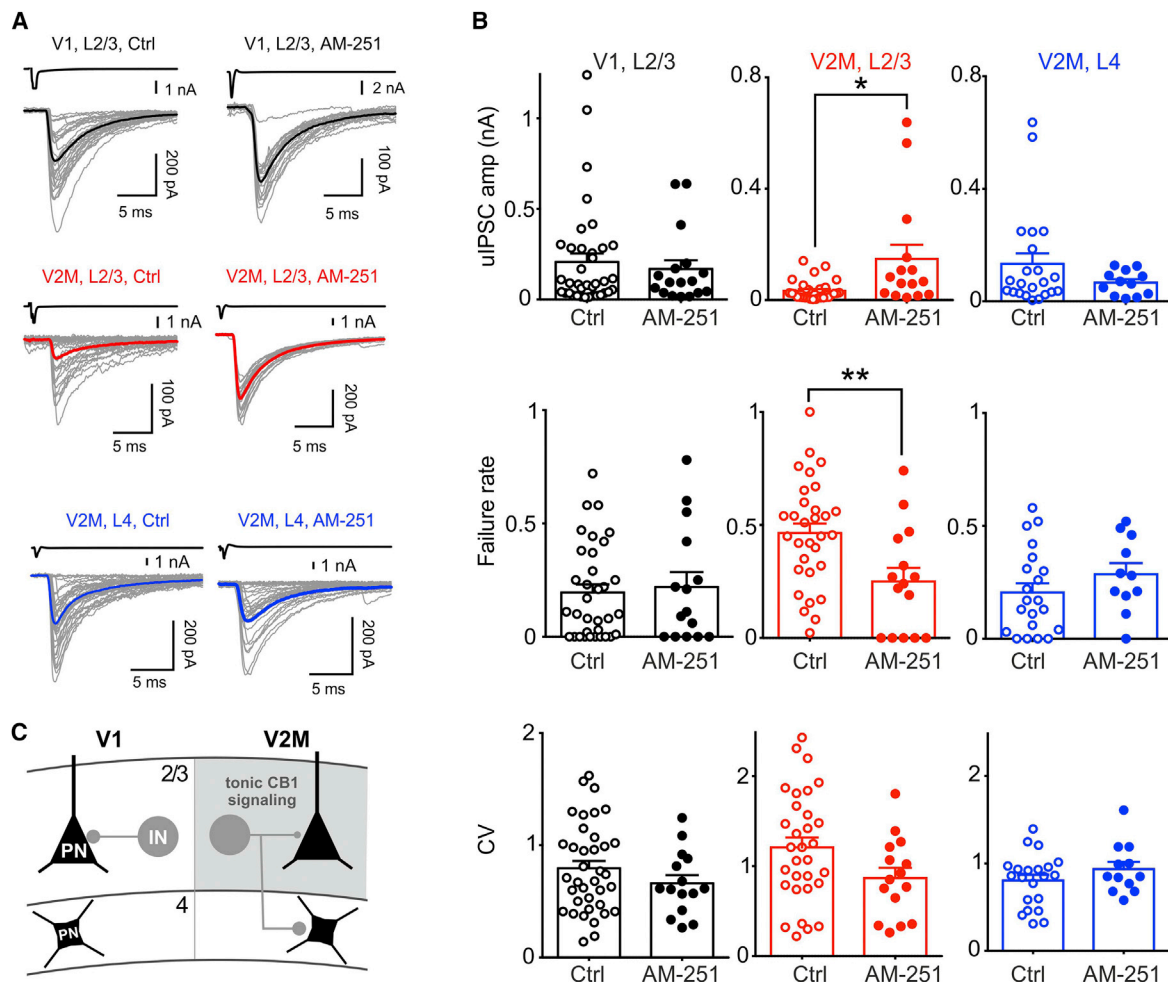 A
V1, L2/3, Ctrl
V1, L2/3, AM-251
1 nA
2 nA
200 pA
5 ms
100 pA
5 ms
V2M, L2/3, Ctrl
V2M, L2/3, AM-251
1 nA
1 nA
100 pA
5 ms
200 pA
5 ms
V2M, L4, Ctrl
V2M, L4, AM-251
1 nA
1 nA
200 pA
5 ms
200 pA
5 ms
B
V1, L2/3
V2M, L2/3
V2M, L4
uIPSC amp (nA)
1
0.5
0
Ctrl
AM-251
0.8
0.4
0
*
Ctrl
AM-251
0.8
0.4
0
Ctrl
AM-251
Failure rate
1
0.5
0
Ctrl
AM-251
1
0.5
0
**
Ctrl
AM-251
1
0.5
0
Ctrl
AM-251
CV
2
1
0
Ctrl
AM-251
2
1
0
Ctrl
AM-251
2
1
0
Ctrl
AM-251
C
V1
V2M
2/3
tonic CB1
signaling
PN
IN
4
PN